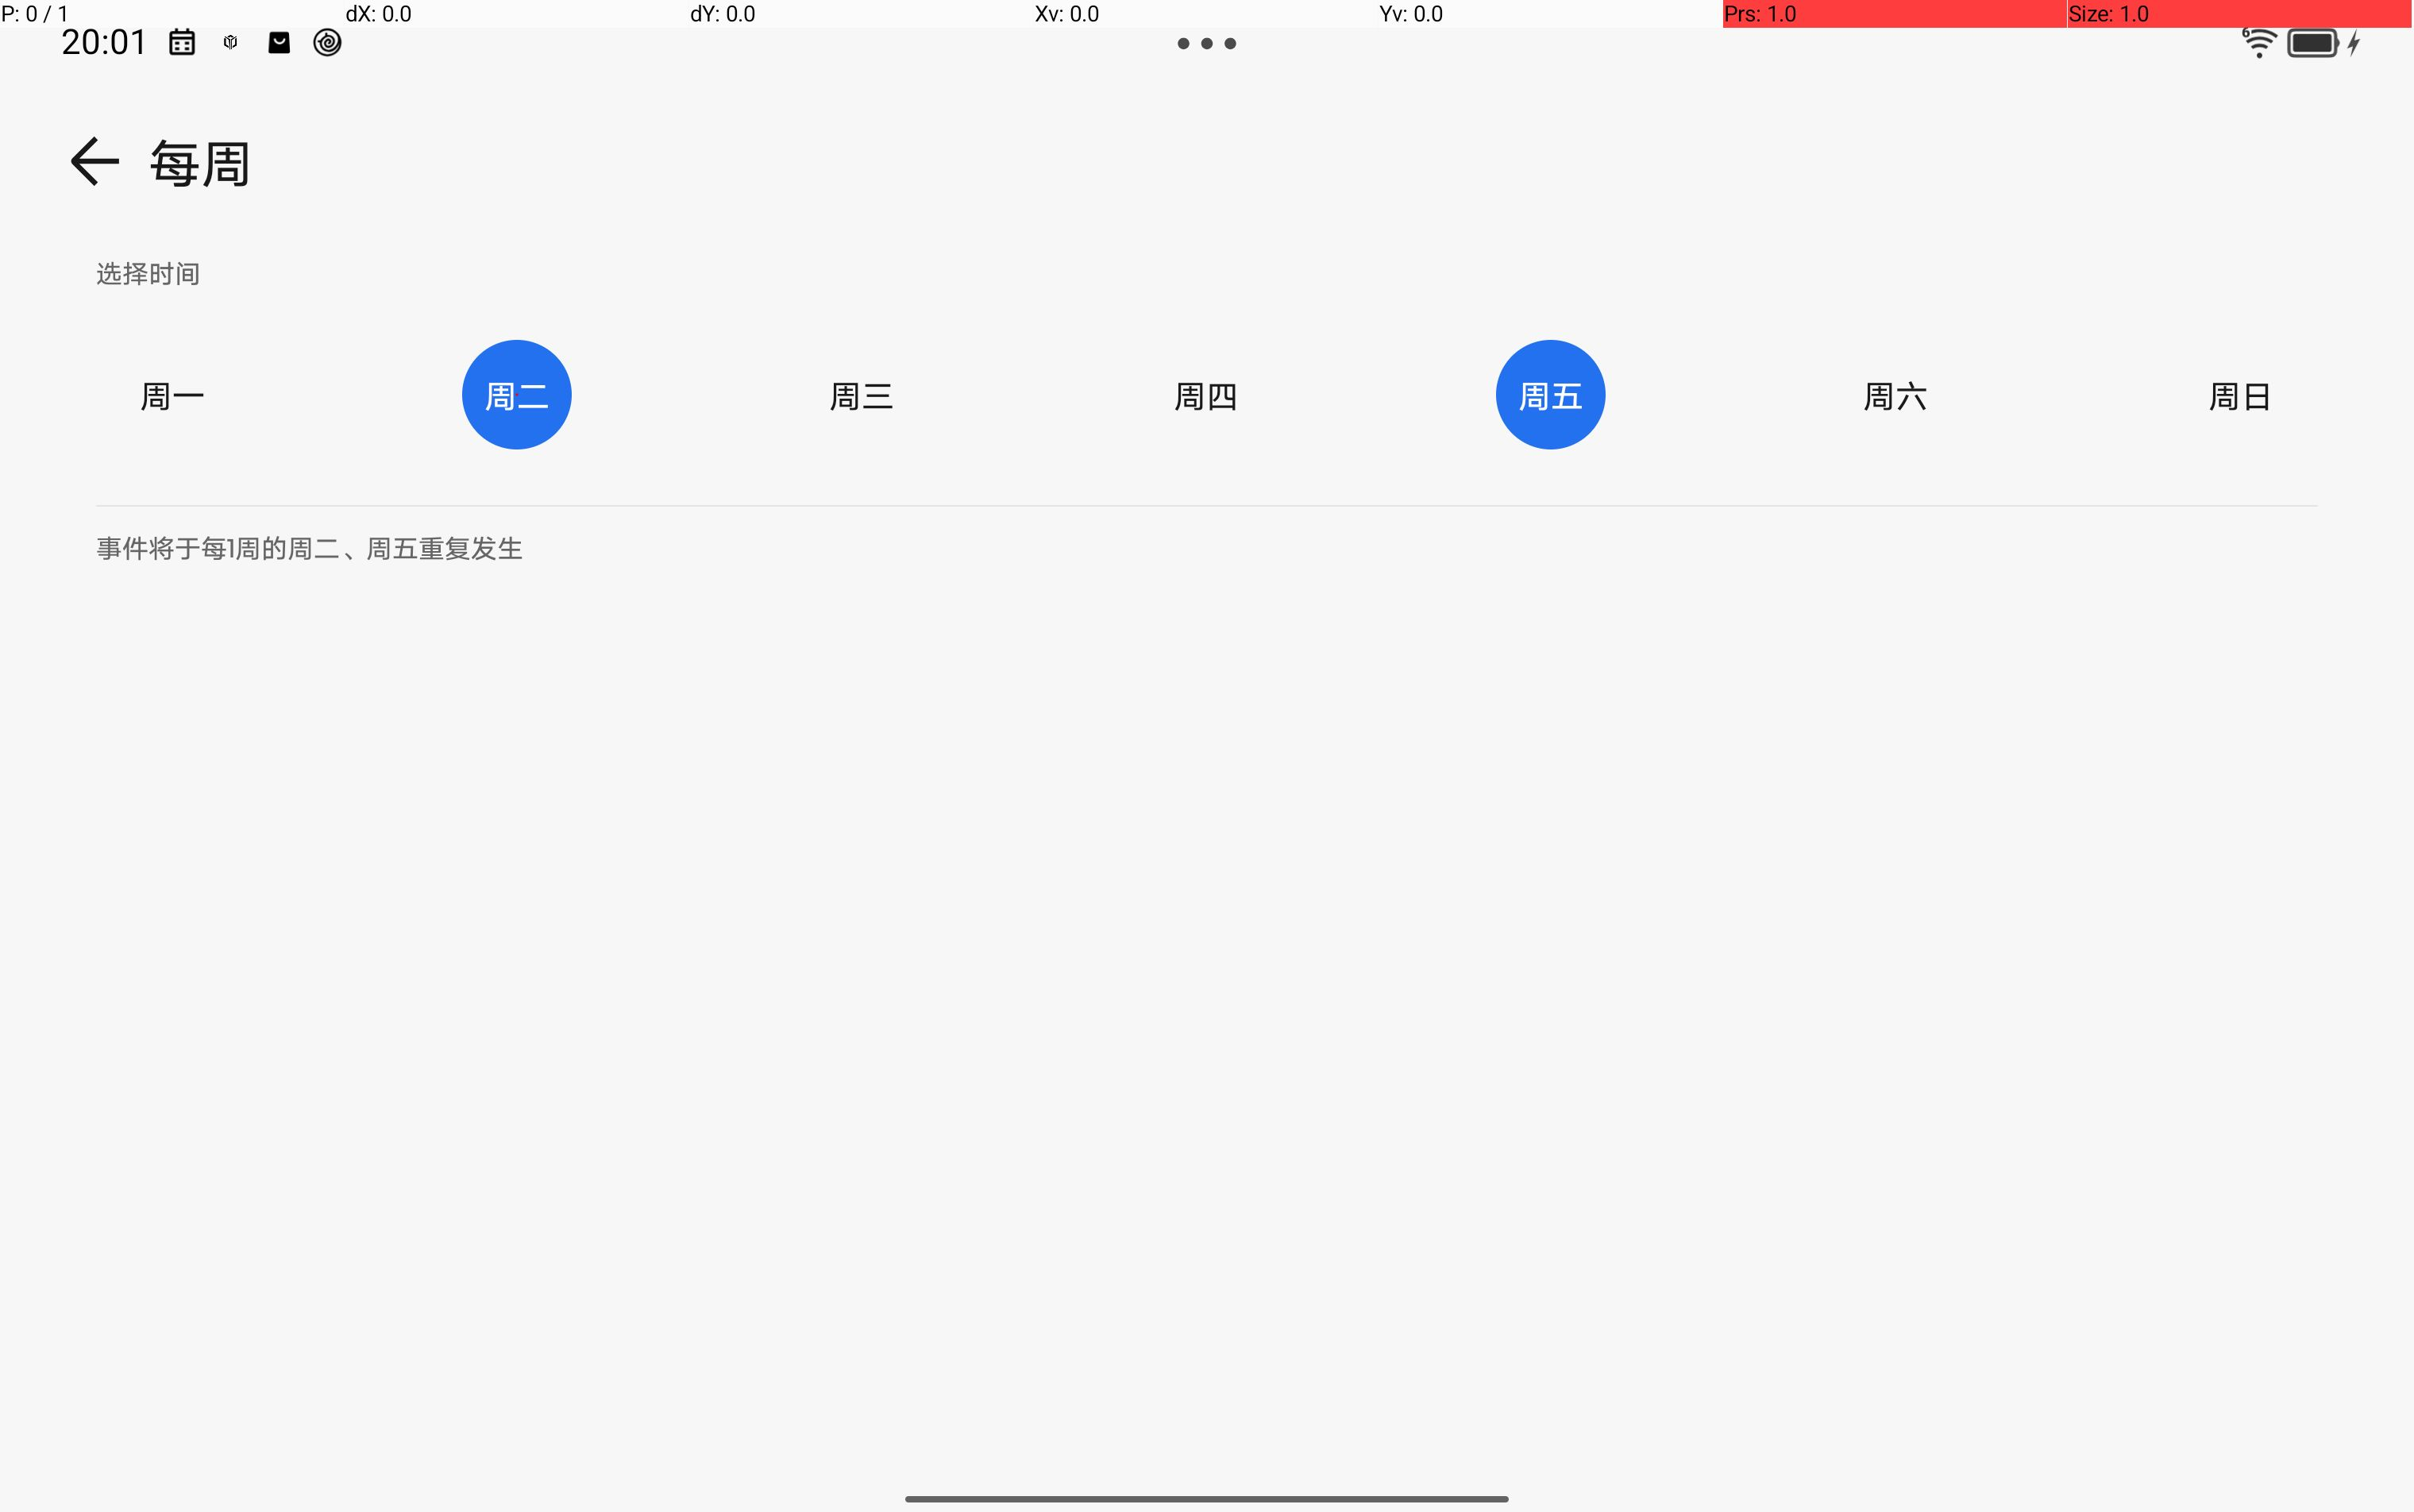 P: 0 / 1 dX: 0.0 dY: 0.0 Xv: 0.0 Yv: 0.0 Prs: 1.0 Size: 1.0
20:01 6
每周
选择时间
周一 周二 周三 周四 周五 周六 周日
事件将于每1周的周二、周五重复发生